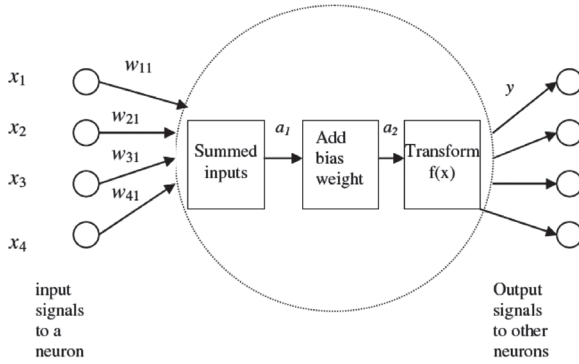 x1
x2
x3
x4
w11
w21
w31
w41
Summed
inputs
a1
Add
bias
weight
a2
Transform
f(x)
y
input
signals
to a
neuron
Output
signals
to other
neurons